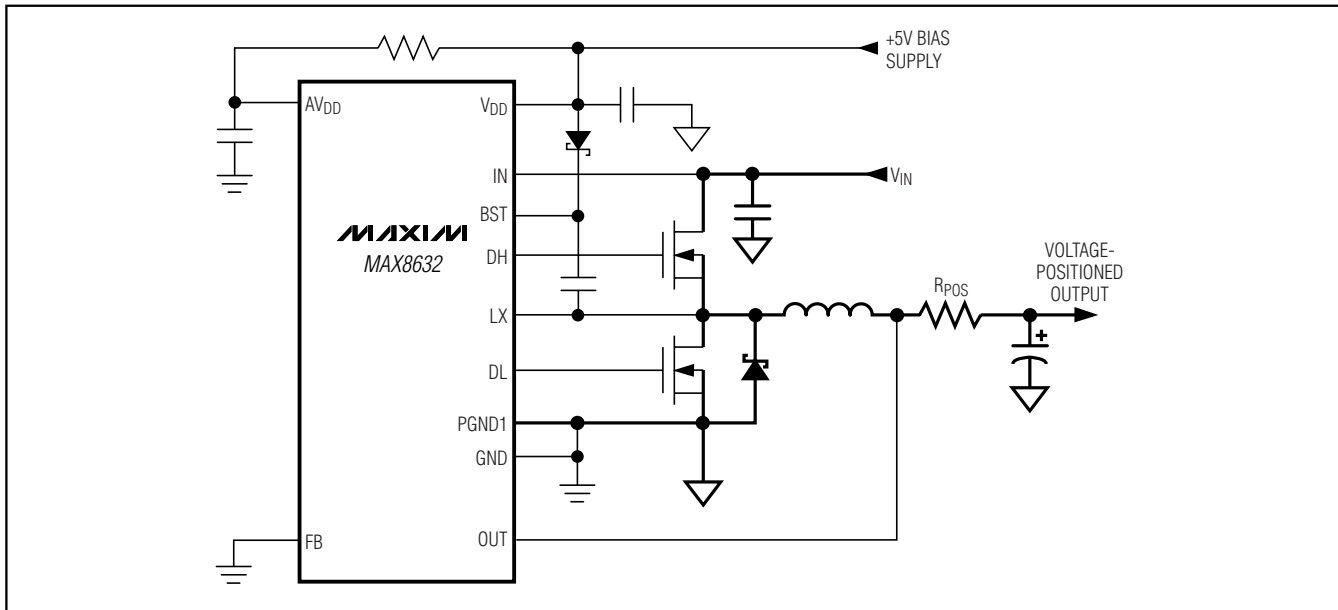 +5V BIAS
SUPPLY
AVDD
VDD
IN
VIN
BST
MAXIM
MAX8632
DH
VOLTAGE-
POSITIONED
OUTPUT
RPOS
LX
+
DL
PGND1
GND
FB
OUT